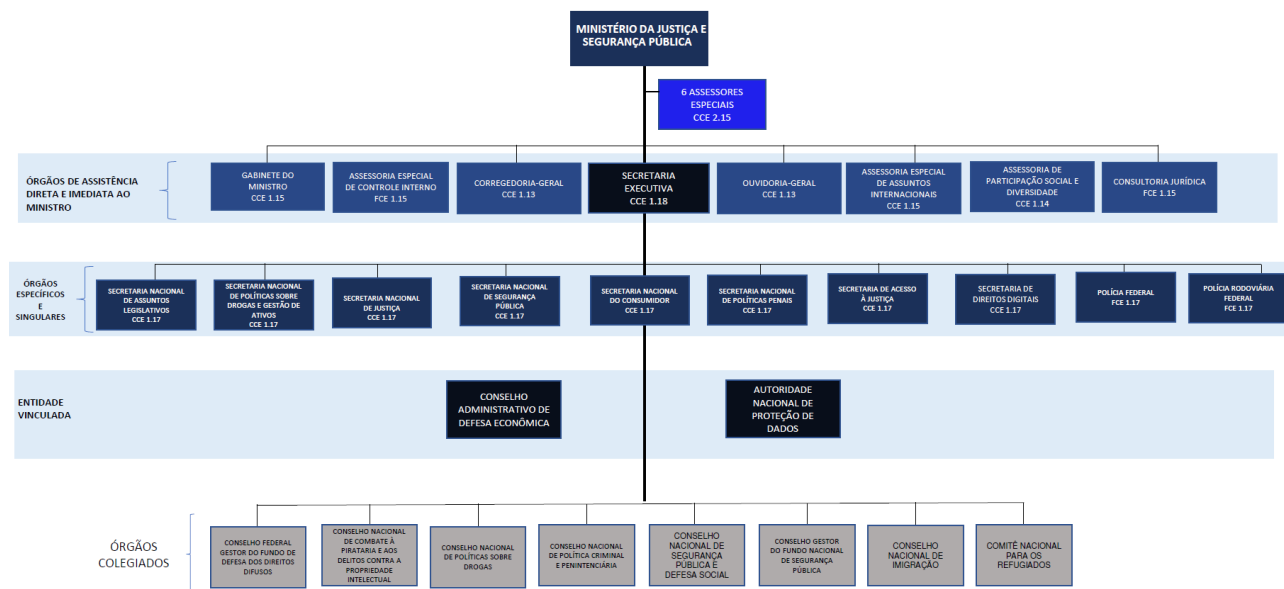 MINISTÉRIO DA JUSTIÇA E
SEGURANÇA PÚBLICA
6 ASSESSORES
ESPECIAIS
CCE 2.15
ÓRGÃOS DE ASSISTÊNCIA
DIRETA E IMEDIATA AO
MINISTRO
GABINETE DO
MINISTRO
CCE 1.15
ASSESSORIA ESPECIAL
DE CONTROLE INTERNO
FCE 1.15
CORREGEDORIA-GERAL
CCE 1.13
SECRETARIA
EXECUTIVA
CCE 1.18
OUVIDORIA-GERAL
CCE 1.13
ASSESSORIA ESPECIAL
DE ASSUNTOS
INTERNACIONAIS
CCE 1.15
ASSESSORIA DE
PARTICIPAÇÃO SOCIAL E
DIVERSIDADE
CCE 1.14
CONSULTORIA JURÍDICA
FCE 1.15
ÓRGÃOS
ESPECÍFICOS
E
SINGULARES
SECRETARIA NACIONAL
DE ASSUNTOS
LEGISLATIVOS
CCE 1.17
SECRETARIA NACIONAL
DE POLÍTICAS SOBRE
DROGAS E GESTÃO DE
ATIVOS
CCE 1.17
SECRETARIA NACIONAL
DE JUSTIÇA
CCE 1.17
SECRETARIA NACIONAL
DE SEGURANÇA
PÚBLICA
CCE 1.17
SECRETARIA NACIONAL
DO CONSUMIDOR
CCE 1.17
SECRETARIA NACIONAL
DE POLÍTICAS PENAIS
CCE 1.17
SECRETARIA DE ACESSO
À JUSTIÇA
CCE 1.17
SECRETARIA DE
DIREITOS DIGITAIS
CCE 1.17
POLÍCIA FEDERAL
FCE 1.17
POLÍCIA RODOVIÁRIA
FEDERAL
FCE 1.17
ENTIDADE
VINCULADA
CONSELHO
ADMINISTRATIVO DE
DEFESA ECONÔMICA
AUTORIDADE
NACIONAL DE
PROTEÇÃO DE
DADOS
ÓRGÃOS
COLEGIADOS
CONSELHO FEDERAL
GESTOR DO FUNDO DE
DEFESA DOS DIREITOS
DIFUSOS
CONSELHO NACIONAL
DE COMBATE À
PIRATARIA E AOS
DELITOS CONTRA A
PROPRIEDADE
INTELECTUAL
CONSELHO NACIONAL
DE POLÍTICAS SOBRE
DROGAS
CONSELHO NACIONAL
DE POLÍTICA CRIMINAL
E PENINTENCIÁRIA
CONSELHO
NACIONAL DE
SEGURANÇA
PÚBLICA E
DEFESA SOCIAL
CONSELHO GESTOR
DO FUNDO NACIONAL
DE SEGURANÇA
PÚBLICA
CONSELHO
NACIONAL DE
IMIGRAÇÃO
COMITÊ NACIONAL
PARA OS
REFUGIADOS